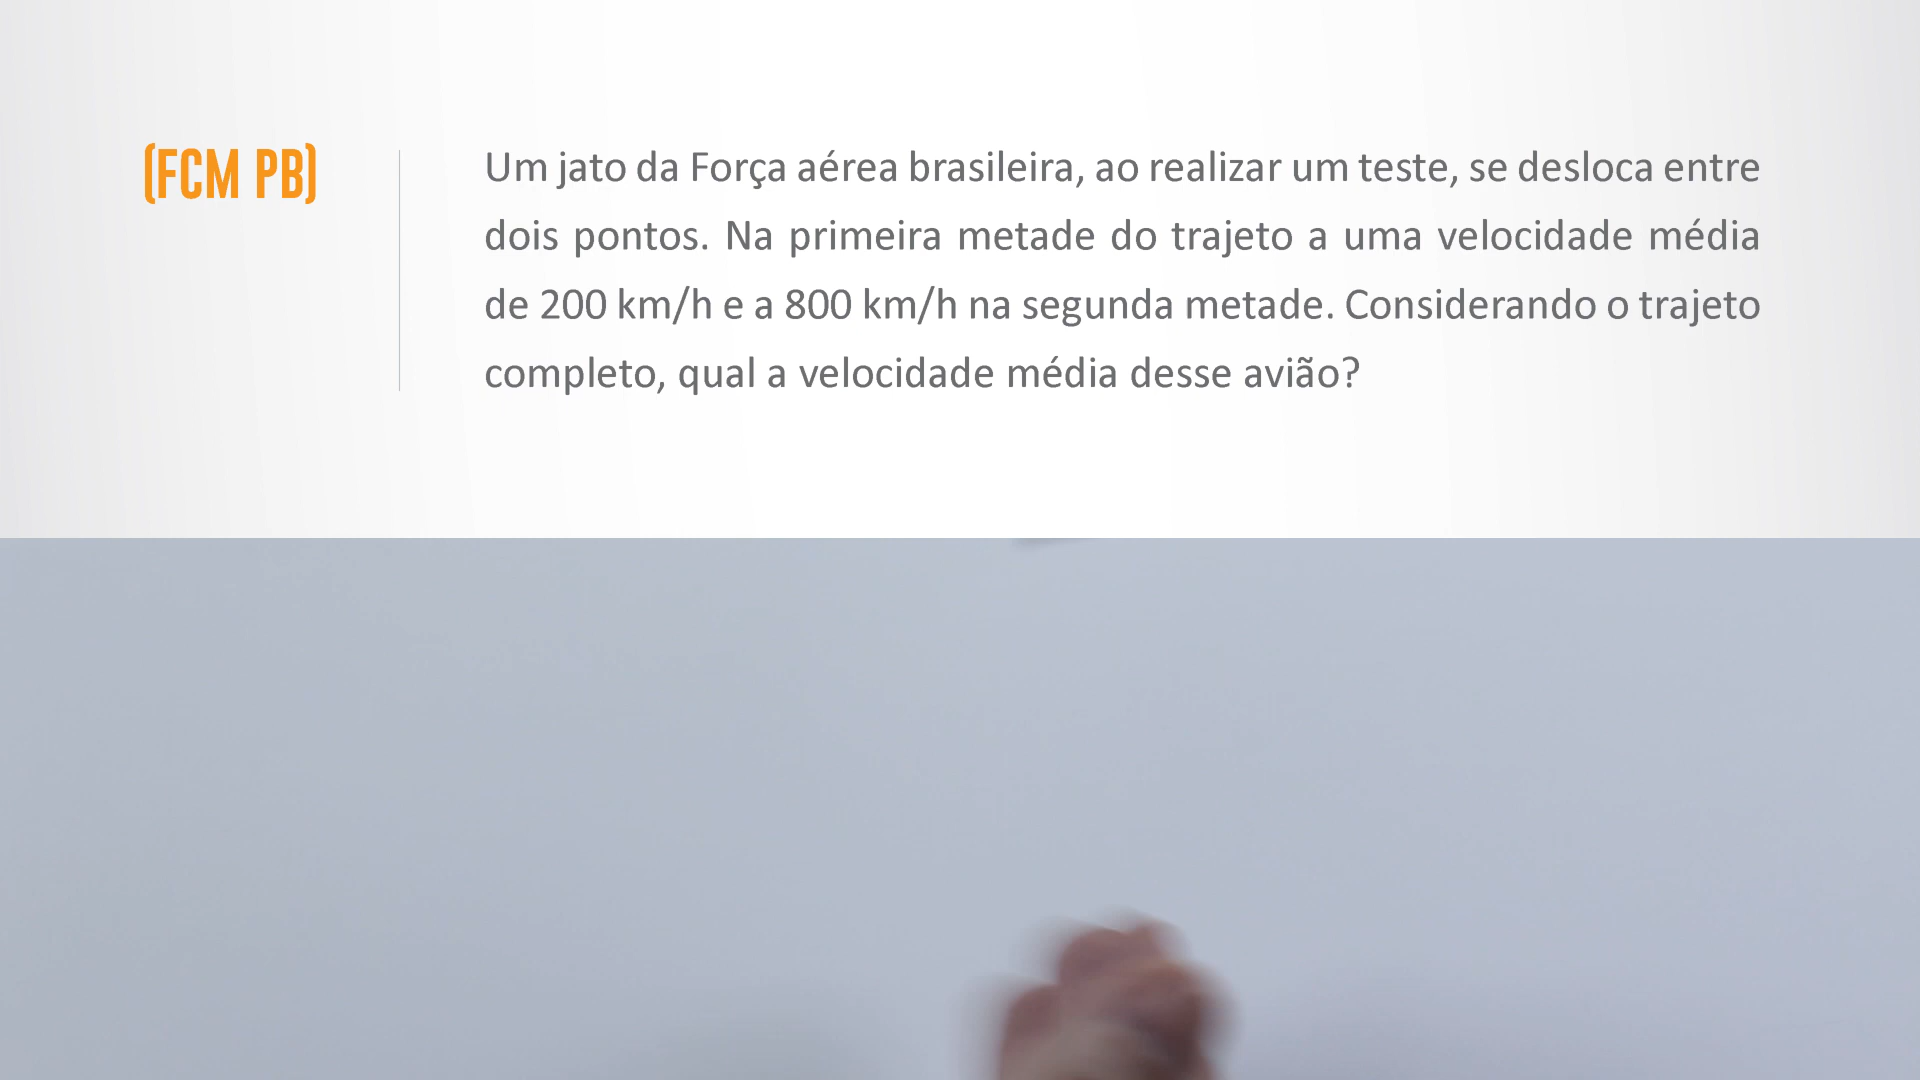 (FCM PB)
Um jato da Força aérea brasileira, ao realizar um teste, se desloca entre
dois pontos. Na primeira metade do trajeto a uma velocidade média
de 200 km/h e a 800 km/h na segunda metade. Considerando o trajeto
completo, qual a velocidade média desse avião?